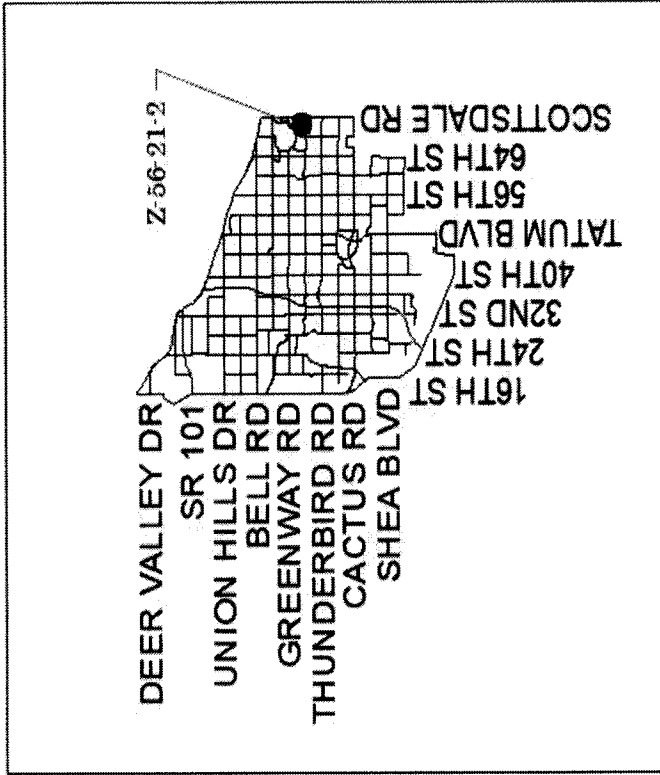 Z-56-21-2
DEER VALLEY DR
SR 101
UNION HILLS DR
BELL RD
GREENWAY RD
THUNDERBIRD RD
CACTUS RD
SHEA BLVD
16TH ST
24TH ST
32ND ST
40TH ST
TATUM BLVD
56TH ST
64TH ST
SCOTTSDALE RD